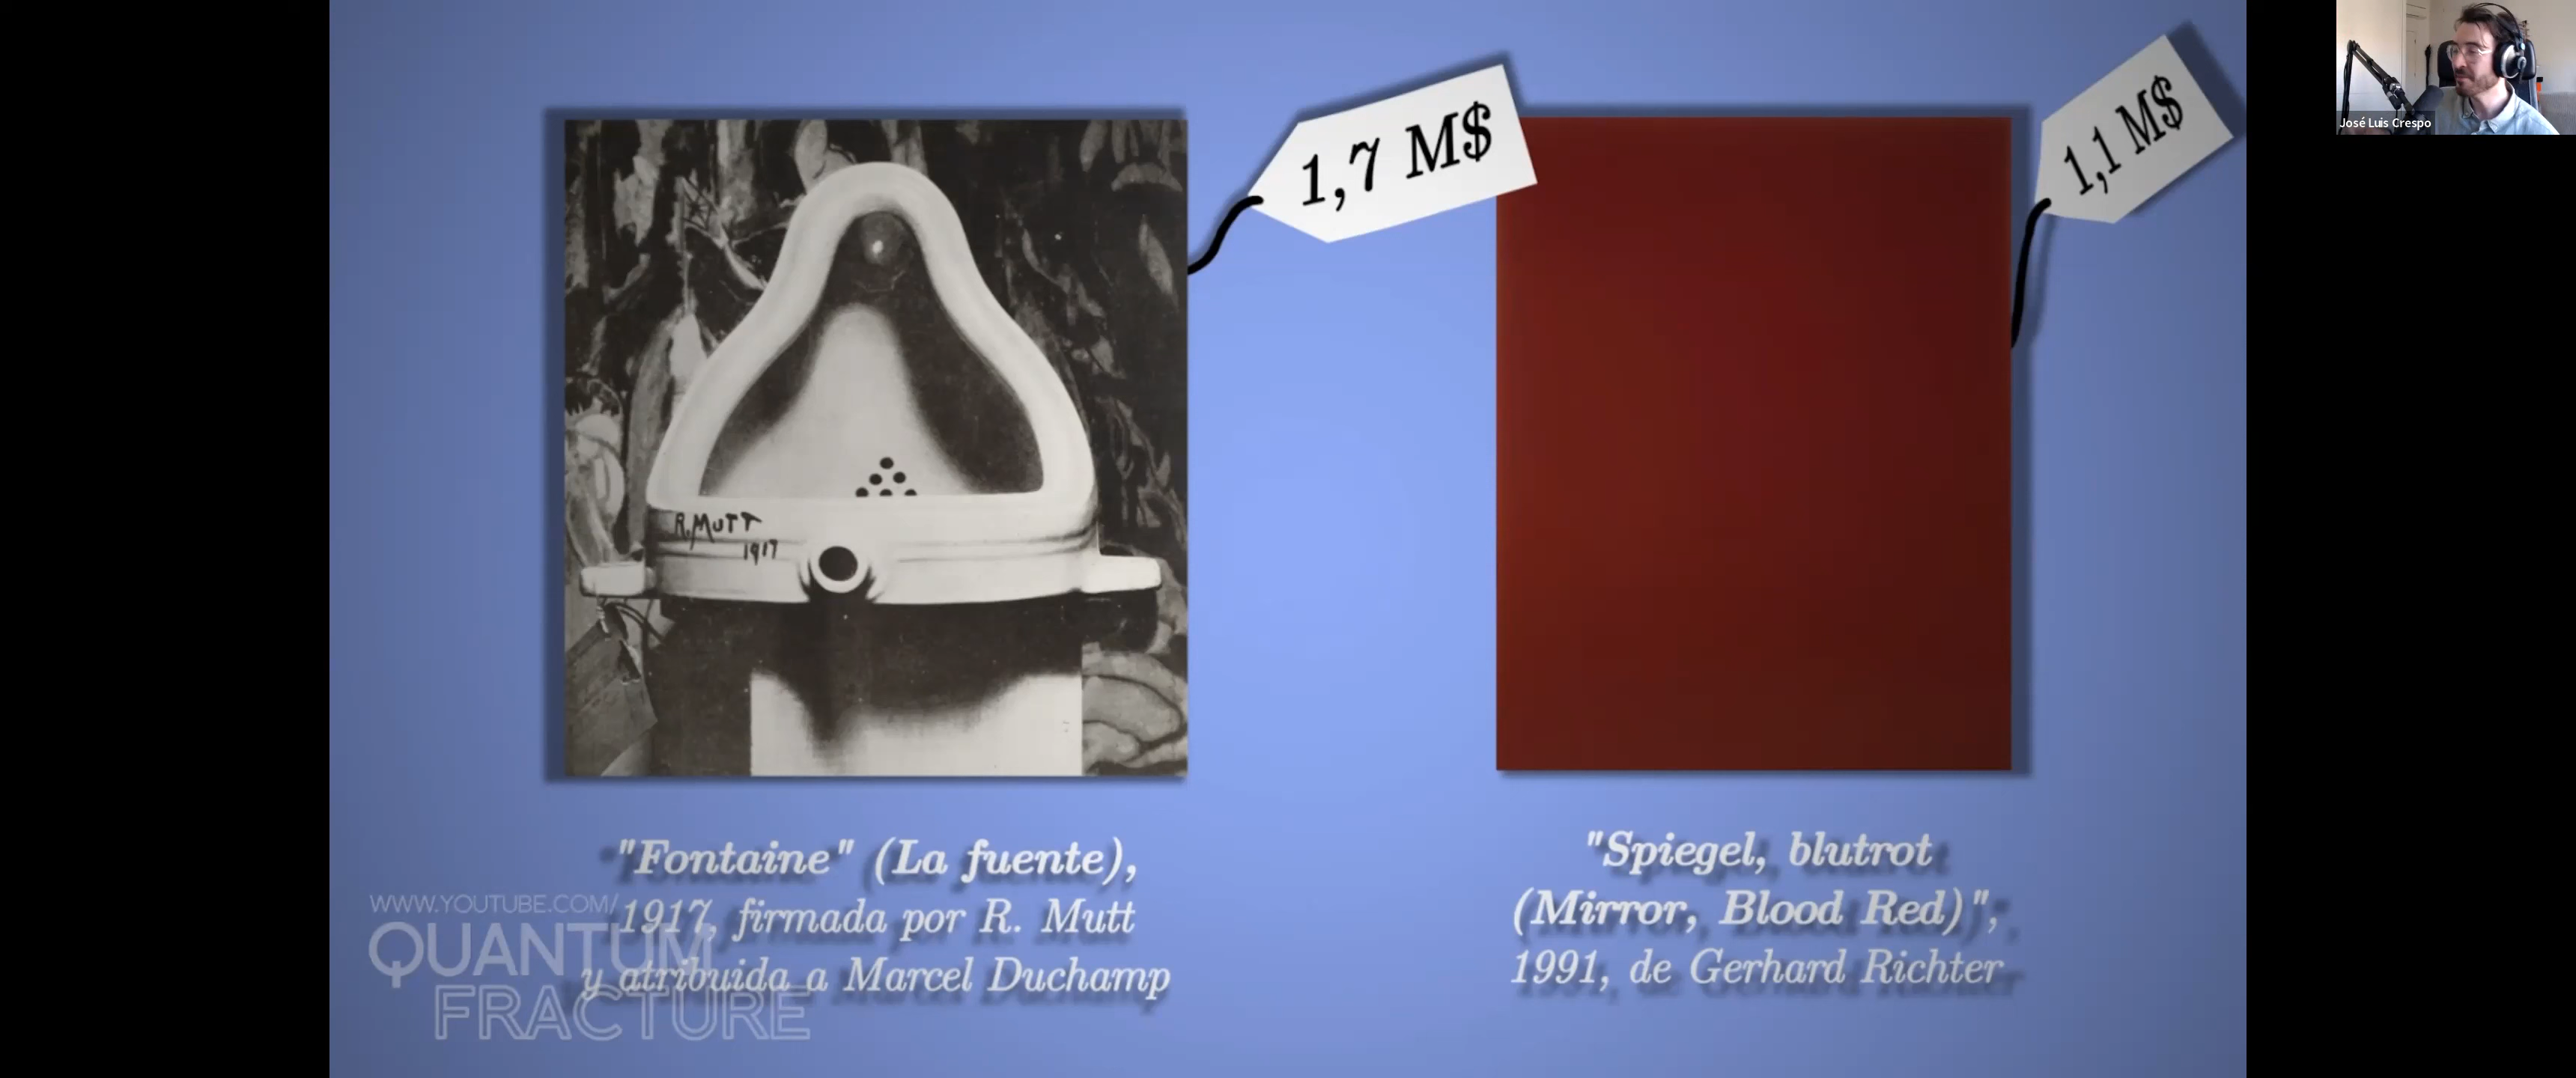 José Luis Crespo
1,7 M$
1,1 M$
R.MUTT
1917
"Fontaine" (La fuente),
1917, firmada por R. Mutt
y atribuida a Marcel Duchamp
"Spiegel, blutrot
(Mirror, Blood Red)",
1991, de Gerhard Richter
WWW.YOUTUBE.COM/
QUANTUM
FRACTURE